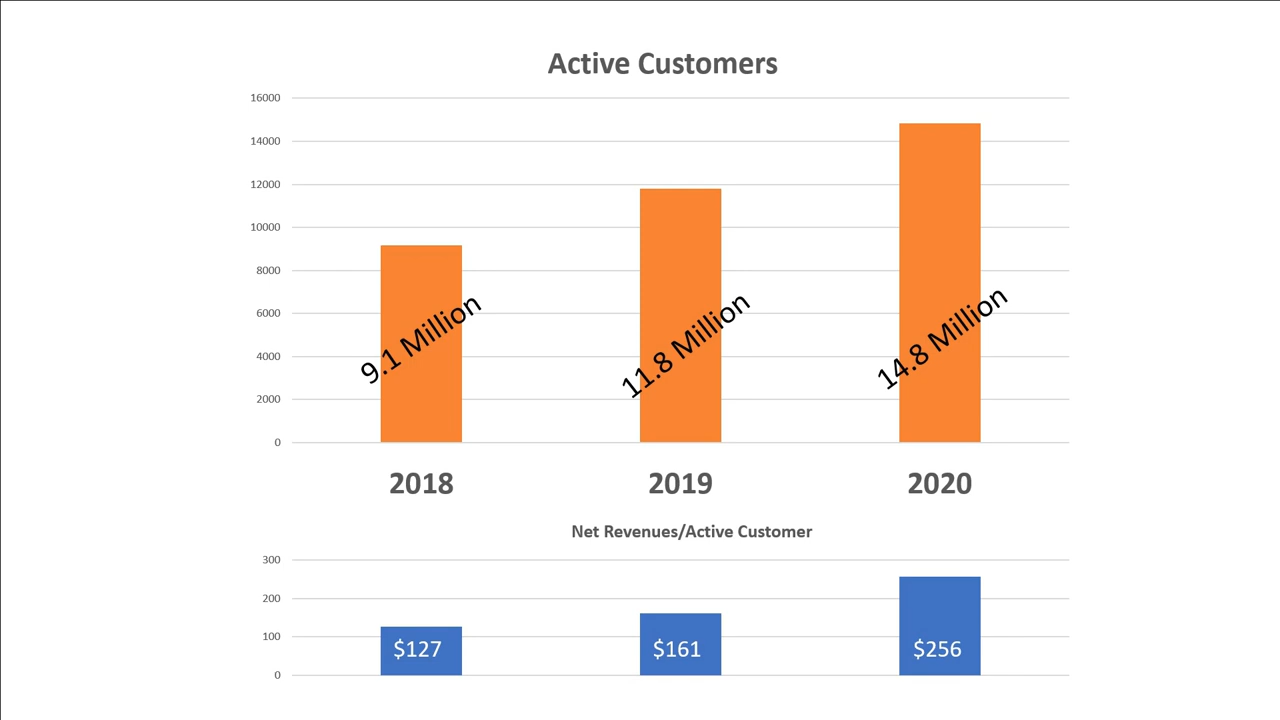 Active Customers
16000
14000
12000
10000
8000
6000
4000
2000
0
9.1 Million
11.8 Million
14.8 Million
2018 2019 2020
Net Revenues/Active Customer
300
200
100
0
$127 $161 $256